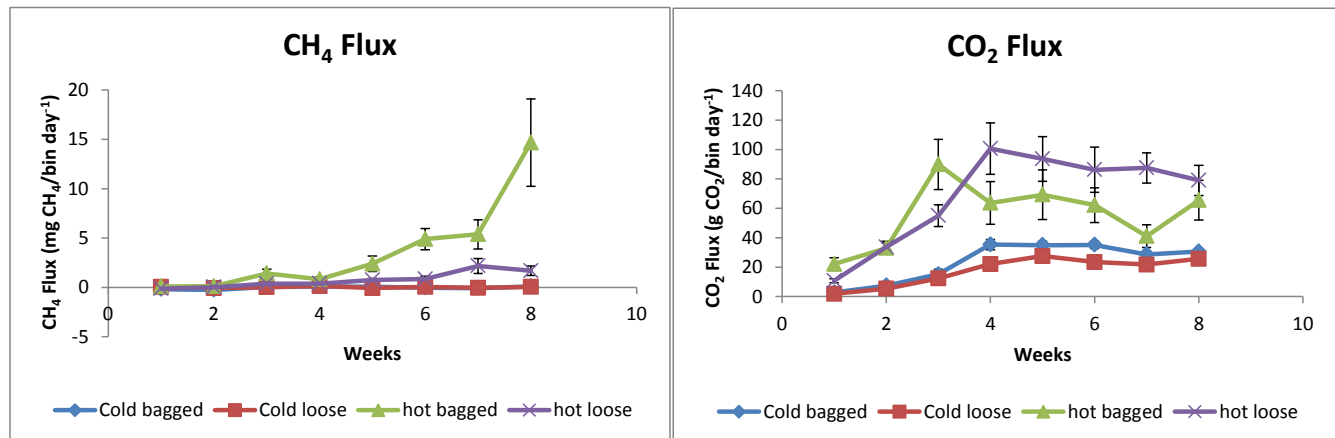 CH₄ Flux
CH₄ Flux (mg CH₄/bin day⁻¹)
20
15
10
5
0
-5
0 2 4 6 8 10
Weeks
Cold bagged Cold loose hot bagged hot loose
CO₂ Flux
CO₂ Flux (g CO₂/bin day⁻¹)
140
120
100
80
60
40
20
0
0 2 4 6 8 10
Weeks
Cold bagged Cold loose hot bagged hot loose